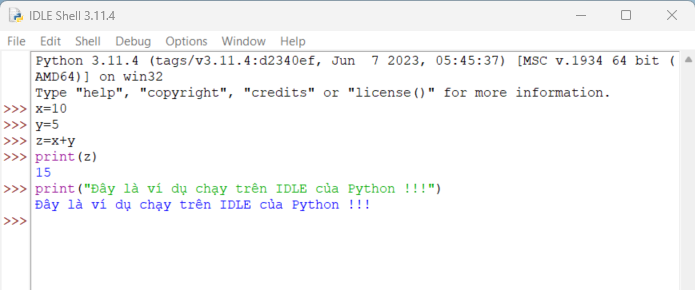 IDLE Shell 3.11.4
File Edit Shell Debug Options Window Help
Python 3.11.4 (tags/v3.11.4:d2340ef, Jun  7 2023, 05:45:37) [MSC v.1934 64 bit (
AMD64)] on win32
Type "help", "copyright", "credits" or "license()" for more information.
>>> x=10
>>> y=5
>>> z=x+y
>>> print(z)
15
>>> print("Đây là ví dụ chạy trên IDLE của Python !!!")
Đây là ví dụ chạy trên IDLE của Python !!!
>>>